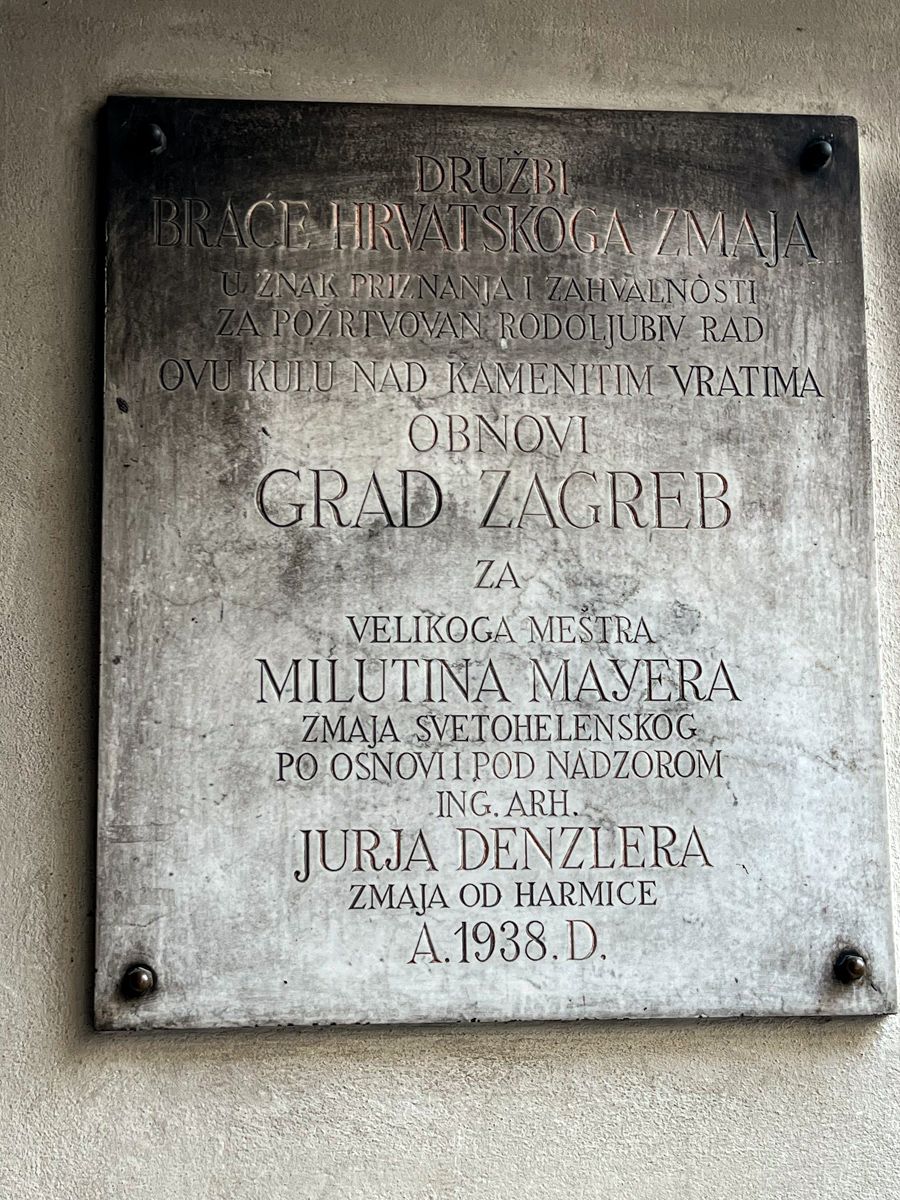 DRUŽBI
BRAĆE HRVATSKOGA ZMAJA
U ZNAK PRIZNANJA I ZAHVALNOSTI
ZA POŽRTVOVAN RODOLJUBIV RAD
OVU KULU NAD KAMENITIM VRATIMA
OBNOVI
GRAD ZAGREB
ZA
VELIKOGA MEŠTRA
MILUTINA MAYERA
ZMAJA SVETOHELENSKOG
PO OSNOVI I POD NADZOROM
ING. ARH.
JURJA DENZLERA
ZMAJA OD HARMICE
A. 1938. D.